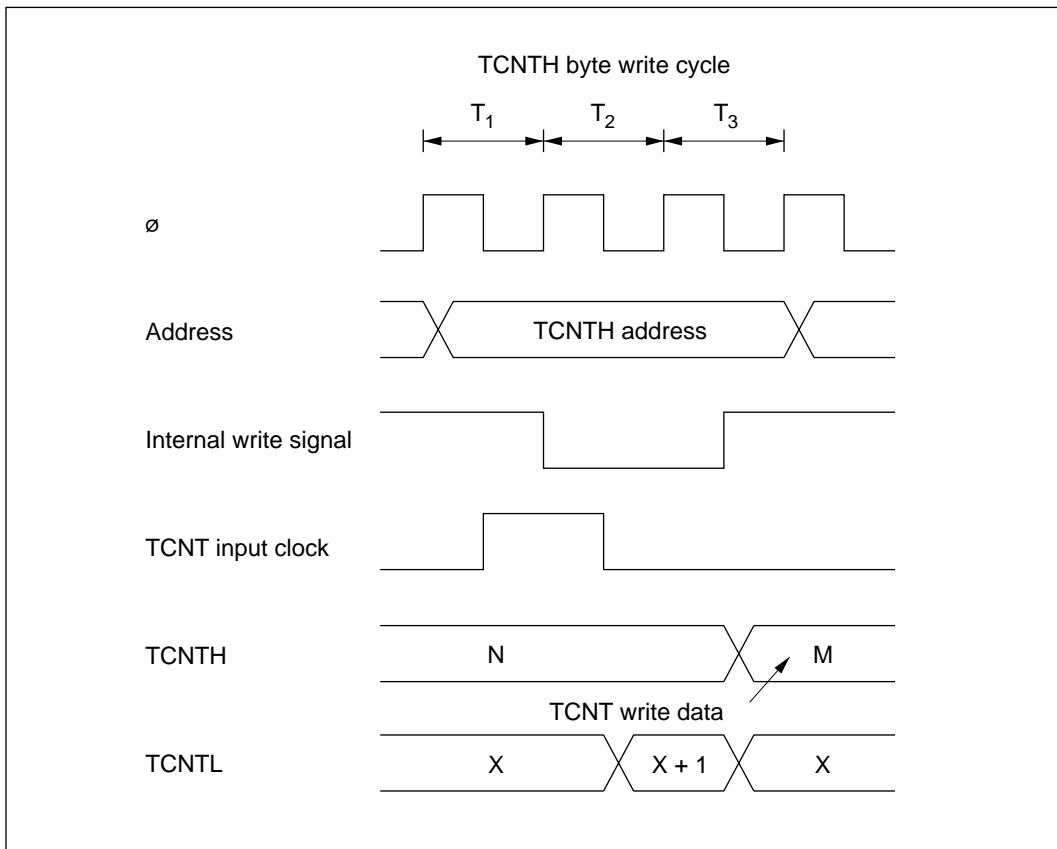 TCNTH byte write cycle
T1 T2 T3
ø
Address TCNTH address
Internal write signal
TCNT input clock
TCNTH N M
TCNT write data
TCNTL X X + 1 X